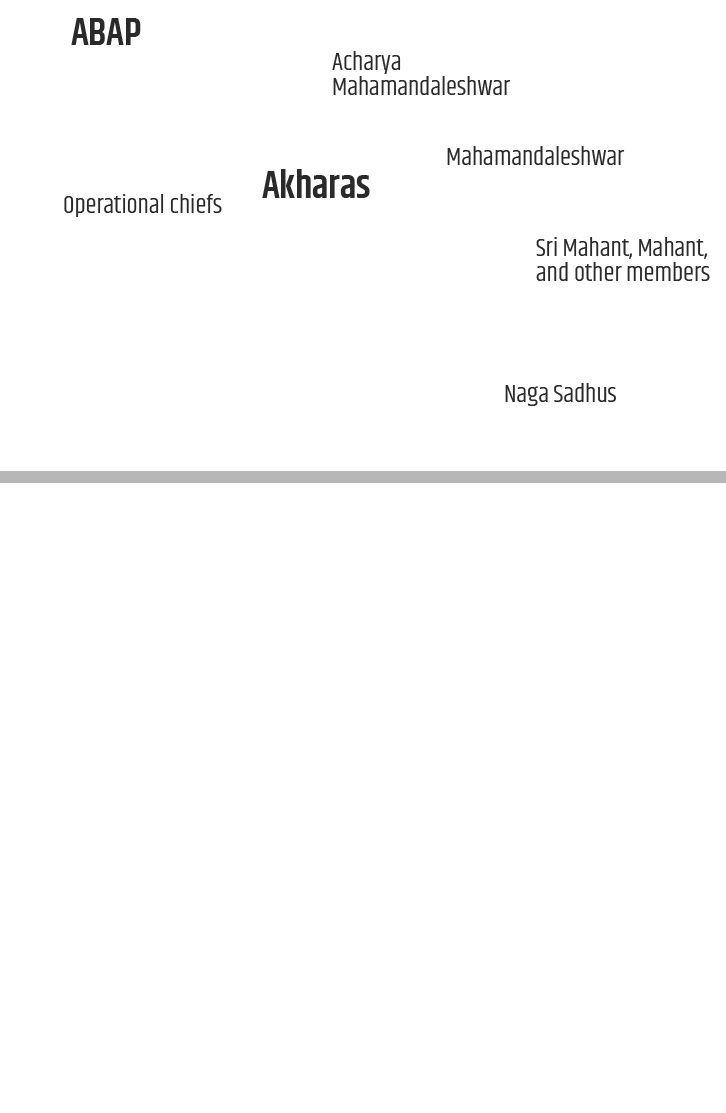 ABAP
Acharya
Mahamandaleshwar
Mahamandaleshwar
Akharas
Operational chiefs
Sri Mahant, Mahant,
and other members
Naga Sadhus